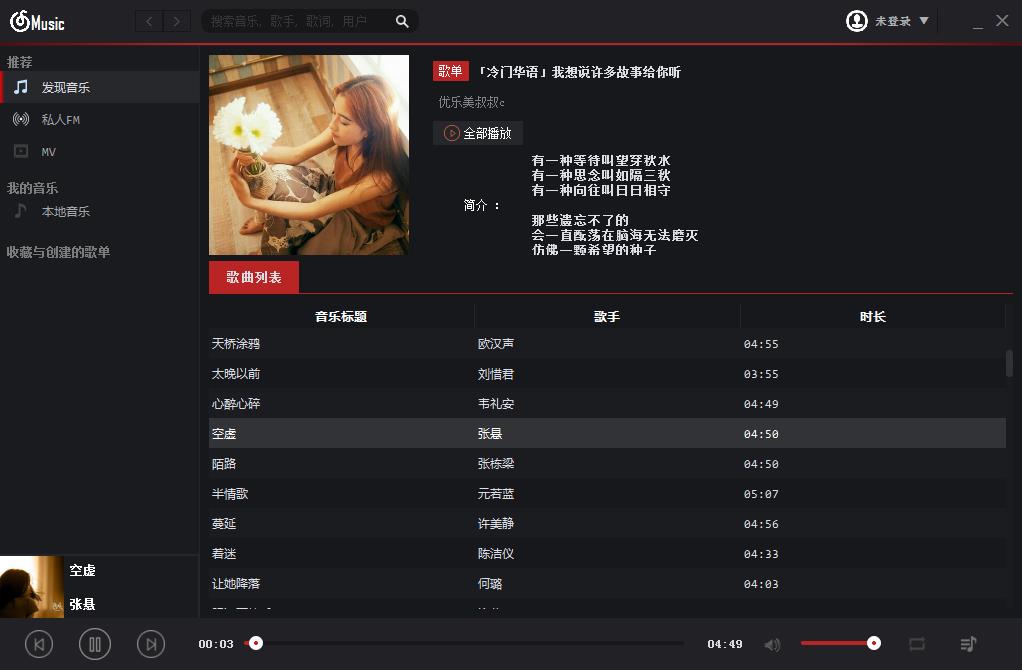 Music
搜索音乐, 歌手, 歌词, 用户
未登录
推荐
发现音乐
私人FM
MV
我的音乐
本地音乐
收藏与创建的歌单
歌单 「冷门华语」我想说许多故事给你听
优乐美叔叔c
全部播放
简介 :
有一种等待叫望穿秋水
有一种思念叫如隔三秋
有一种向往叫日日相守
那些遗忘不了的
会一直飘荡在脑海无法磨灭
仿佛一颗希望的种子
歌曲列表
音乐标题 歌手 时长
天桥涂鸦 欧汉声 04:55
太晚以前 刘惜君 03:55
心醉心碎 韦礼安 04:49
空虚 张悬 04:50
陌路 张栋梁 04:50
半情歌 元若蓝 05:07
蔓延 许美静 04:56
着迷 陈洁仪 04:33
让她降落 何璐 04:03
空虚
张悬
00:03 04:49